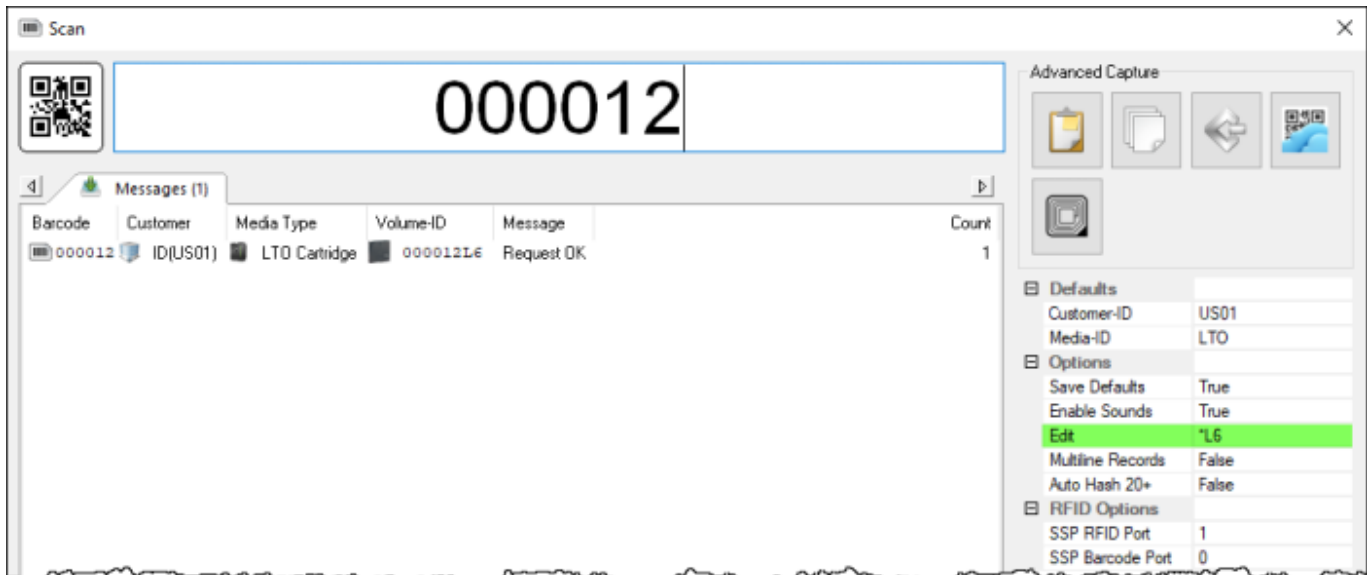 Scan
000012
Advanced Capture
Messages (1)
Barcode Customer Media Type Volume-ID Message Count
000012 ID(US01) LTO Cartridge 000012L6 Request OK 1
Defaults
Customer-ID US01
Media-ID LTO
Options
Save Defaults True
Enable Sounds True
Edit *L6
Multiline Records False
Auto Hash 20+ False
RFID Options
SSP RFID Port 1
SSP Barcode Port 0